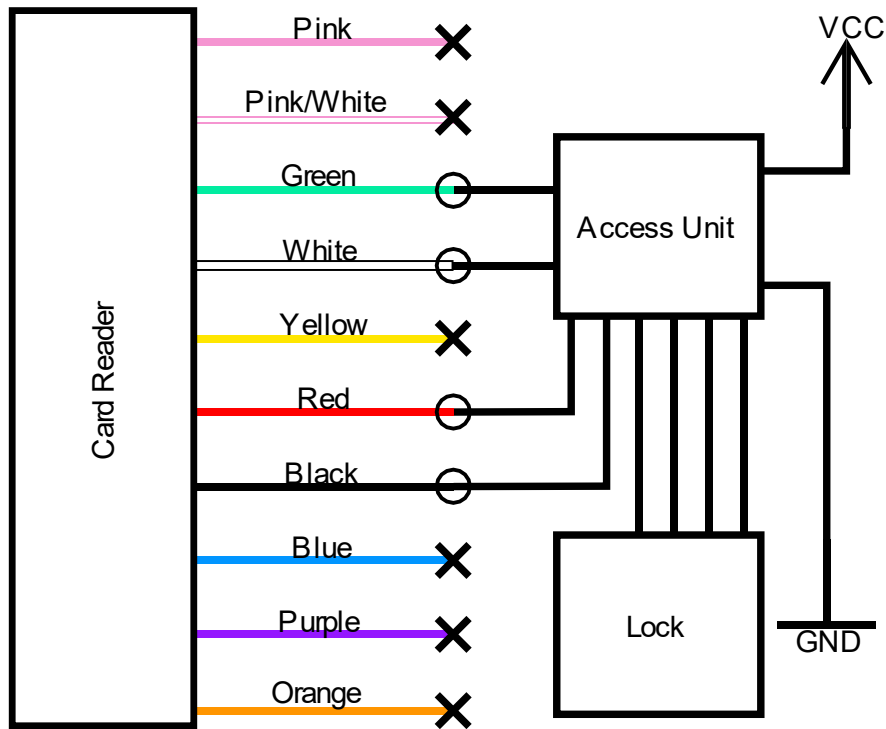 Card Reader
Pink
Pink/White
Green
White
Yellow
Red
Black
Blue
Purple
Orange
Access Unit
VCC
Lock
GND